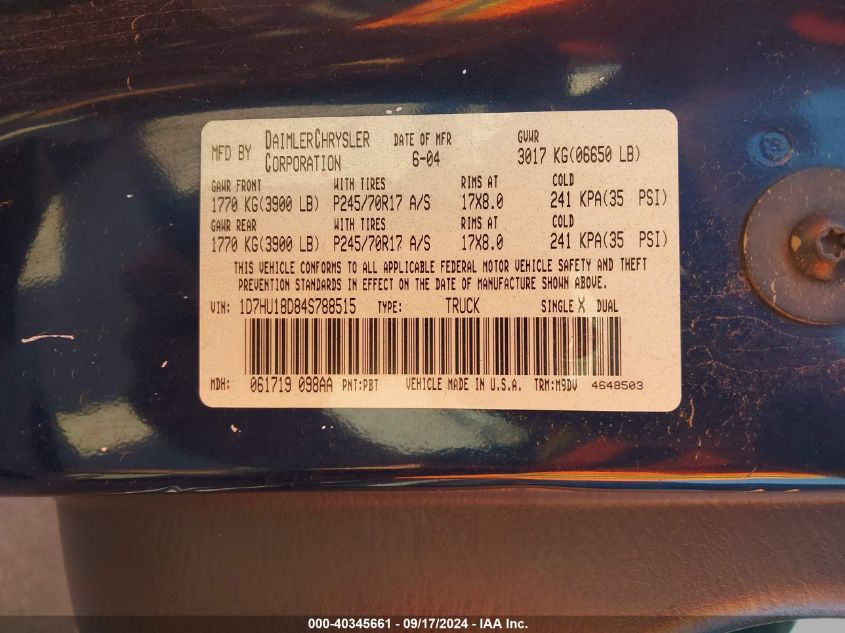 MFD BY DAIMLERCHRYSLER CORPORATION DATE OF MFR 6-04 GVWR 3017 KG(06650 LB)
GAWR FRONT WITH TIRES RIMS AT COLD
1770 KG(3900 LB) P245/70R17 A/S 17X8.0 241 KPA(35 PSI)
GAWR REAR WITH TIRES RIMS AT COLD
1770 KG(3900 LB) P245/70R17 A/S 17X8.0 241 KPA(35 PSI)
THIS VEHICLE CONFORMS TO ALL APPLICABLE FEDERAL MOTOR VEHICLE SAFETY AND THEFT
PREVENTION STANDARDS IN EFFECT ON THE DATE OF MANUFACTURE SHOWN ABOVE.
VIN: 1D7HU18D84S788515 TYPE: TRUCK SINGLE X DUAL
MDH: 061719 098AA PNT:PBT VEHICLE MADE IN U.S.A. TRM:M9DV 4648503
000-40345661 - 09/17/2024 - IAA Inc.